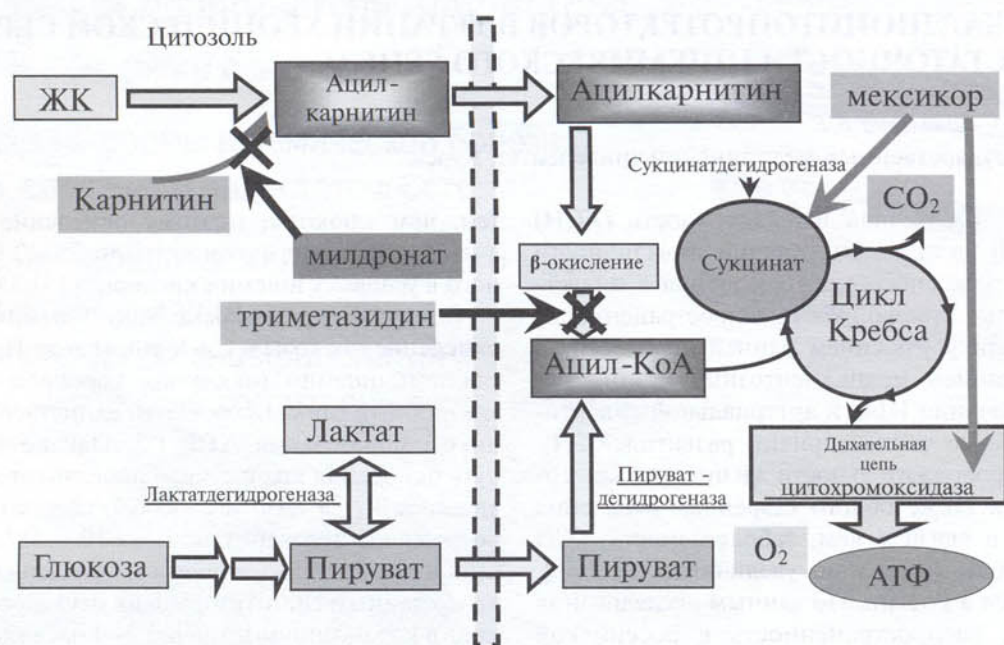 Цитозоль
ЖК
Ацил-
карнитин
Ацилкарнитин
мексикор
Карнитин
Сукцинатдегидрогеназа
CO2
милдронат
β-окисление
Сукцинат
Цикл
Кребса
триметазидин
Ацил-КоА
Лактат
Дыхательная
цепь
цитохромоксидаза
Лактатдегидрогеназа
Пируват-
дегидрогеназа
Глюкоза
Пируват
Пируват
O2
АТФ